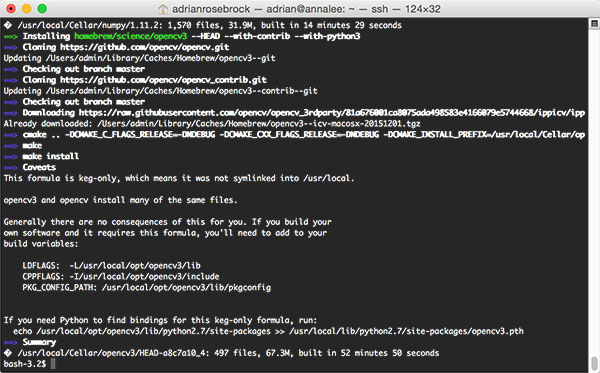 adrianrosebrock — adrian@annalee: ~ — ssh — 124×32
� /usr/local/Cellar/numpy/1.11.2: 1,570 files, 31.9M, built in 14 minutes 29 seconds
==> Installing homebrew/science/opencv3 --HEAD --with-contrib --with-python3
==> Cloning https://github.com/opencv/opencv.git
Updating /Users/admin/Library/Caches/Homebrew/opencv3--git
==> Checking out branch master
==> Cloning https://github.com/opencv/opencv_contrib.git
Updating /Users/admin/Library/Caches/Homebrew/opencv3--contrib--git
==> Checking out branch master
==> Downloading https://raw.githubusercontent.com/opencv/opencv_3rdparty/81a676001ca8075ada498583e4166079e5744668/ippicv/ipp
Already downloaded: /Users/admin/Library/Caches/Homebrew/opencv3--icv-macosx-20151201.tgz
==> cmake .. -DCMAKE_C_FLAGS_RELEASE=-DNDEBUG -DCMAKE_CXX_FLAGS_RELEASE=-DNDEBUG -DCMAKE_INSTALL_PREFIX=/usr/local/Cellar/op
==> make
==> make install
==> Caveats
This formula is keg-only, which means it was not symlinked into /usr/local.
opencv3 and opencv install many of the same files.
Generally there are no consequences of this for you. If you build your
own software and it requires this formula, you'll need to add to your
build variables:
LDFLAGS:  -L/usr/local/opt/opencv3/lib
CPPFLAGS: -I/usr/local/opt/opencv3/include
PKG_CONFIG_PATH: /usr/local/opt/opencv3/lib/pkgconfig
If you need Python to find bindings for this keg-only formula, run:
echo /usr/local/opt/opencv3/lib/python2.7/site-packages >> /usr/local/lib/python2.7/site-packages/opencv3.pth
==> Summary
� /usr/local/Cellar/opencv3/HEAD-a8c7a10_4: 497 files, 67.3M, built in 52 minutes 50 seconds
bash-3.2$